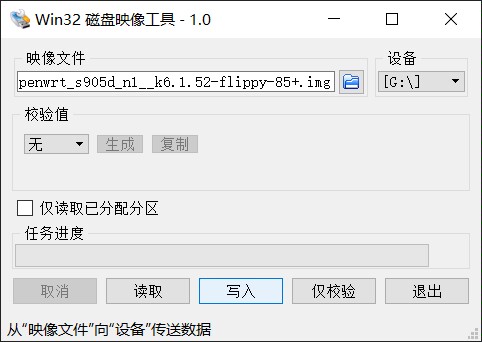 Win32 磁盘映像工具 - 1.0
映像文件
设备
penwrt_s905d_n1__k6.1.52-flippy-85+.img
[G:\]
校验值
无
生成
复制
仅读取已分配分区
任务进度
取消
读取
写入
仅校验
退出
从“映像文件”向“设备”传送数据